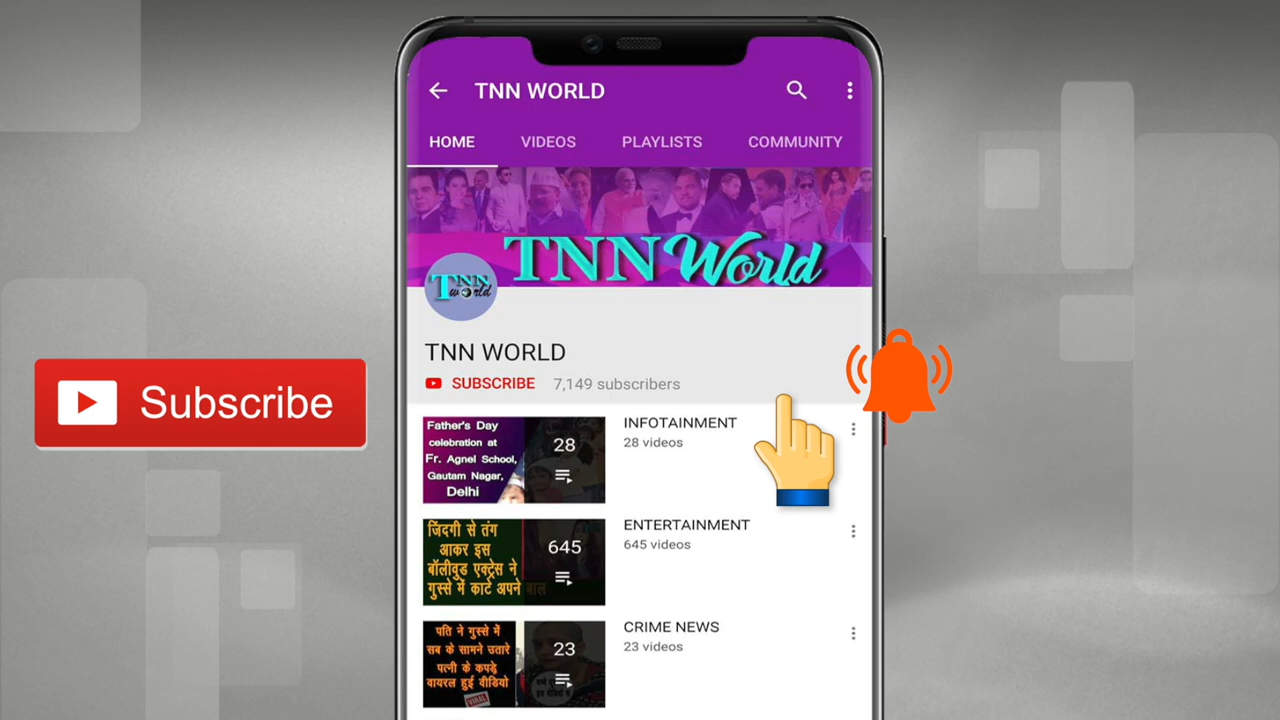 TNN WORLD
HOME VIDEOS PLAYLISTS COMMUNITY
TNN World
TNN
world
TNN WORLD
SUBSCRIBE 7,149 subscribers
Subscribe
Father's Day
celebration at
Fr. Agnel School,
Gautam Nagar,
Delhi
28
INFOTAINMENT
28 videos
जिंदगी से तंग
आकर इस
बॉलीवुड एक्ट्रेस ने
गुस्से में काटे अपने बाल
645
ENTERTAINMENT
645 videos
पति ने गुस्से में
सब के सामने उतारे
पत्नी के कपड़े
वायरल हुई वीडियो
VIRAL
23
CRIME NEWS
23 videos